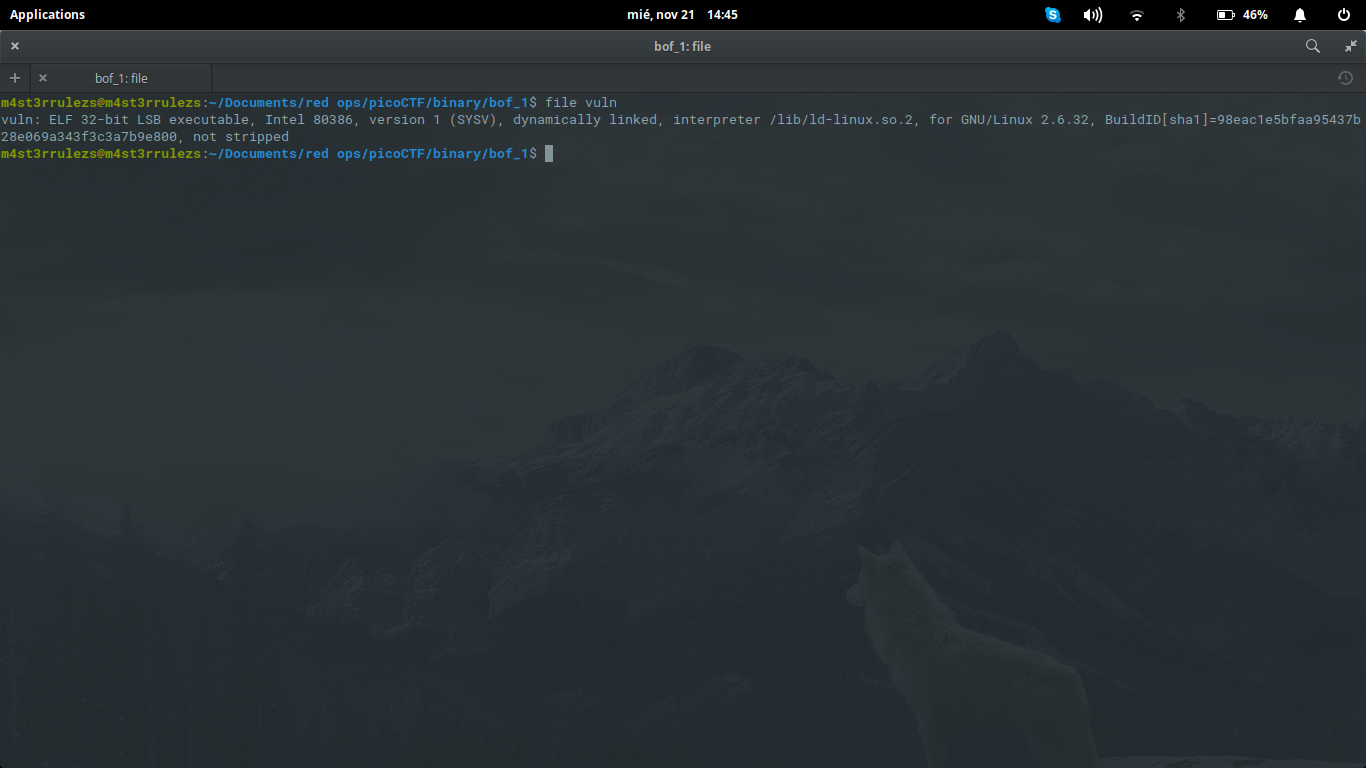 Applications
mié, nov 21 14:45
46%
bof_1: file
bof_1: file
m4st3rrulezs@m4st3rrulezs:~/Documents/red ops/picoCTF/binary/bof_1$ file vuln
vuln: ELF 32-bit LSB executable, Intel 80386, version 1 (SYSV), dynamically linked, interpreter /lib/ld-linux.so.2, for GNU/Linux 2.6.32, BuildID[sha1]=98eac1e5bfaa95437b
28e069a343f3c3a7b9e800, not stripped
m4st3rrulezs@m4st3rrulezs:~/Documents/red ops/picoCTF/binary/bof_1$